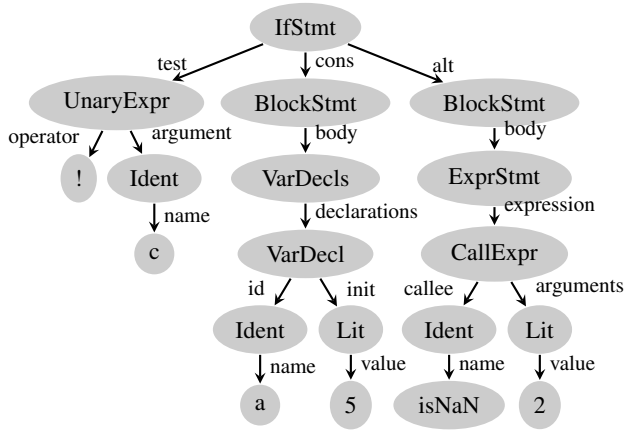 IfStmt
test cons alt
UnaryExpr BlockStmt BlockStmt
operator argument body body
! Ident VarDecls ExprStmt
name declarations expression
c VarDecl CallExpr
id init callee arguments
Ident Lit Ident Lit
name value name value
a 5 isNaN 2